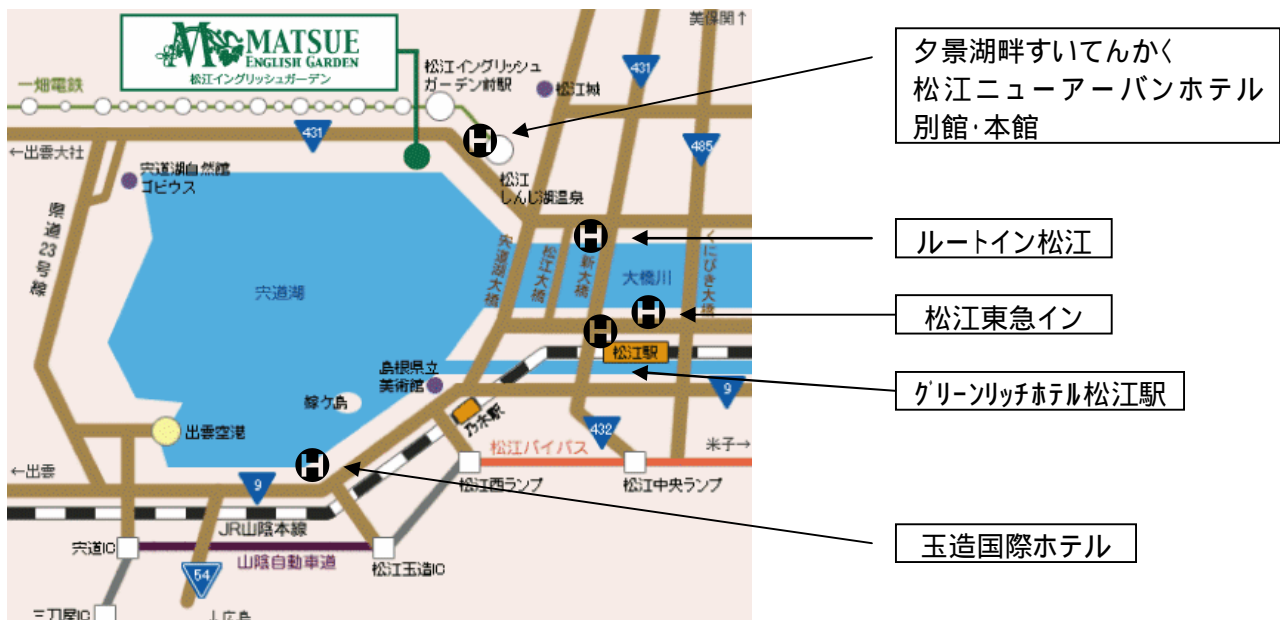 美保関↑
MATSUE
ENGLISH GARDEN
松江イングリッシュガーデン
夕景湖畔すいてんかく
松江ニューアーバンホテル
別館･本館
一畑電鉄
松江イングリッシュ
ガーデン前駅
松江城
431
431
485
←出雲大社
宍道湖自然館
ゴビウス
松江
しんじ湖温泉
県道23号線
宍道湖大橋
松江大橋
新大橋
大橋川
くにびき大橋
ルートイン松江
宍道湖
松江東急イン
松江駅
島根県立
美術館
嫁ケ島
乃木駅
9
グリーンリッチホテル松江駅
出雲空港
432
松江バイパス
米子→
←出雲
9
松江西ランプ
松江中央ランプ
JR山陰本線
宍道IC
山陰自動車道
松江玉造IC
玉造国際ホテル
54
三刀屋IC
↓広島